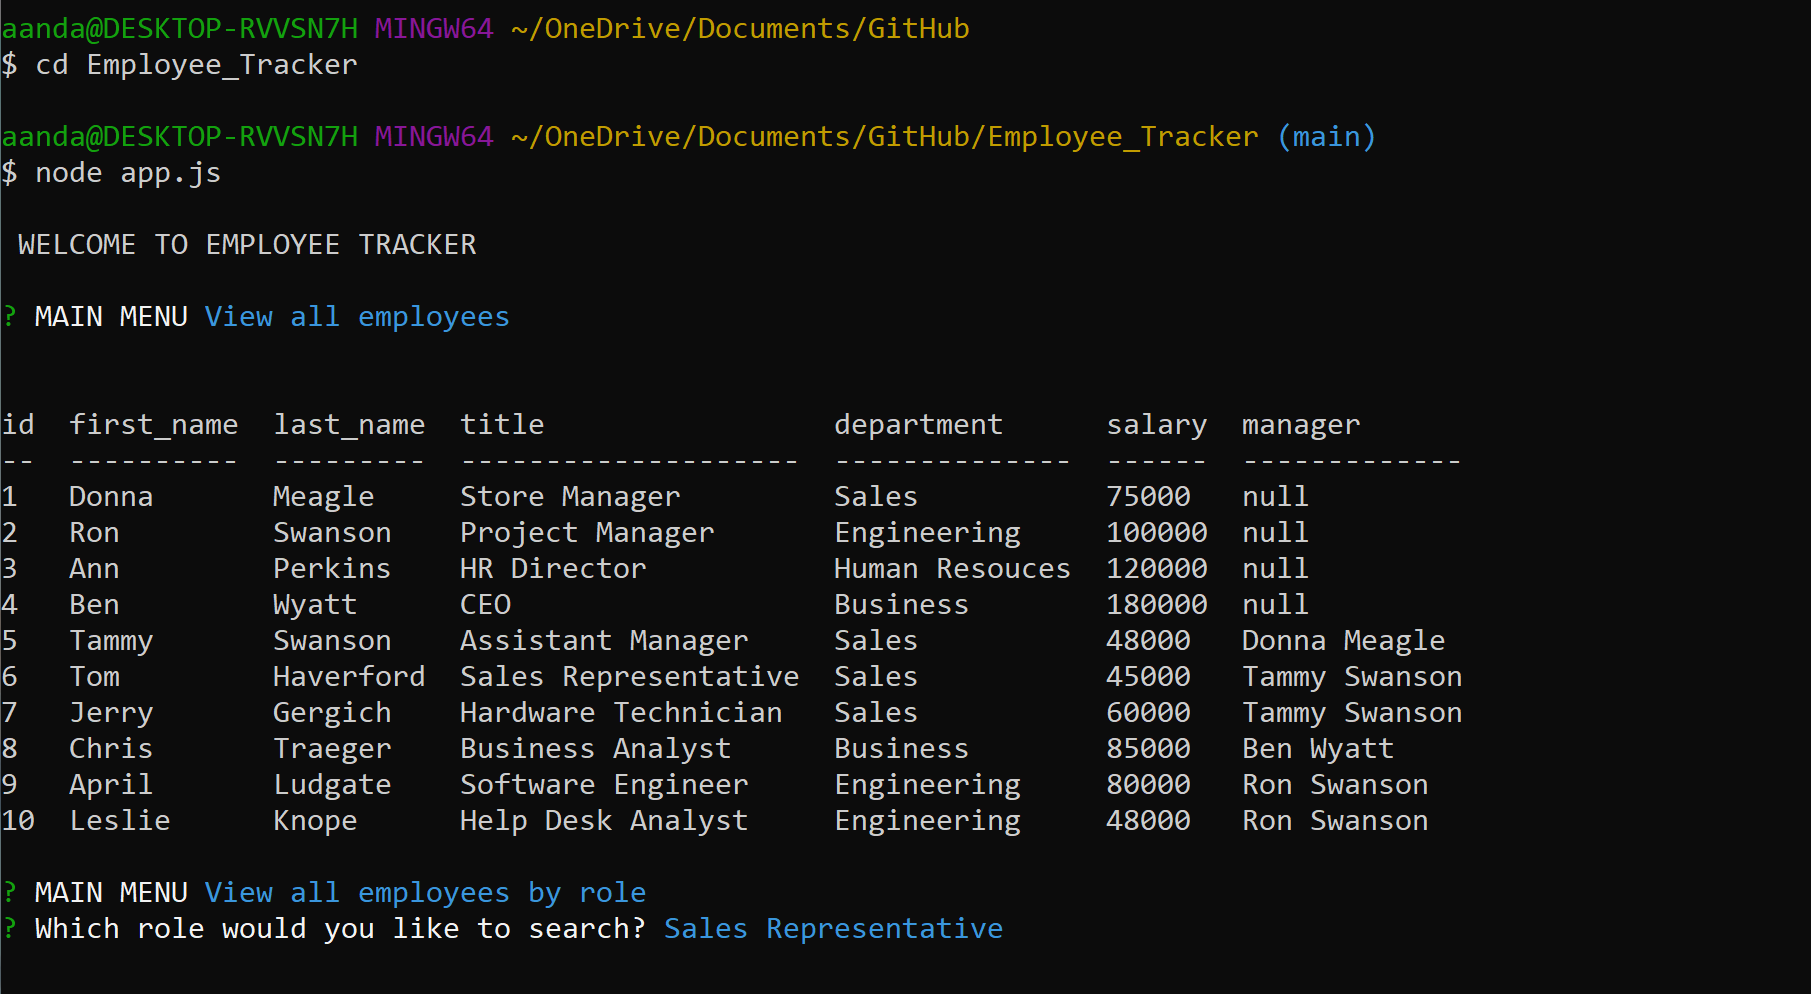 aanda@DESKTOP-RVVSN7H MINGW64 ~/OneDrive/Documents/GitHub
$ cd Employee_Tracker
aanda@DESKTOP-RVVSN7H MINGW64 ~/OneDrive/Documents/GitHub/Employee_Tracker (main)
$ node app.js
WELCOME TO EMPLOYEE TRACKER
? MAIN MENU View all employees
id  first_name  last_name  title                 department      salary  manager
--  ----------  ---------  --------------------  --------------  ------  -------------
1   Donna       Meagle     Store Manager         Sales           75000   null
2   Ron         Swanson    Project Manager       Engineering     100000  null
3   Ann         Perkins    HR Director           Human Resouces  120000  null
4   Ben         Wyatt      CEO                   Business        180000  null
5   Tammy       Swanson    Assistant Manager     Sales           48000   Donna Meagle
6   Tom         Haverford  Sales Representative  Sales           45000   Tammy Swanson
7   Jerry       Gergich    Hardware Technician   Sales           60000   Tammy Swanson
8   Chris       Traeger    Business Analyst      Business        85000   Ben Wyatt
9   April       Ludgate    Software Engineer     Engineering     80000   Ron Swanson
10  Leslie      Knope      Help Desk Analyst     Engineering     48000   Ron Swanson
? MAIN MENU View all employees by role
? Which role would you like to search? Sales Representative